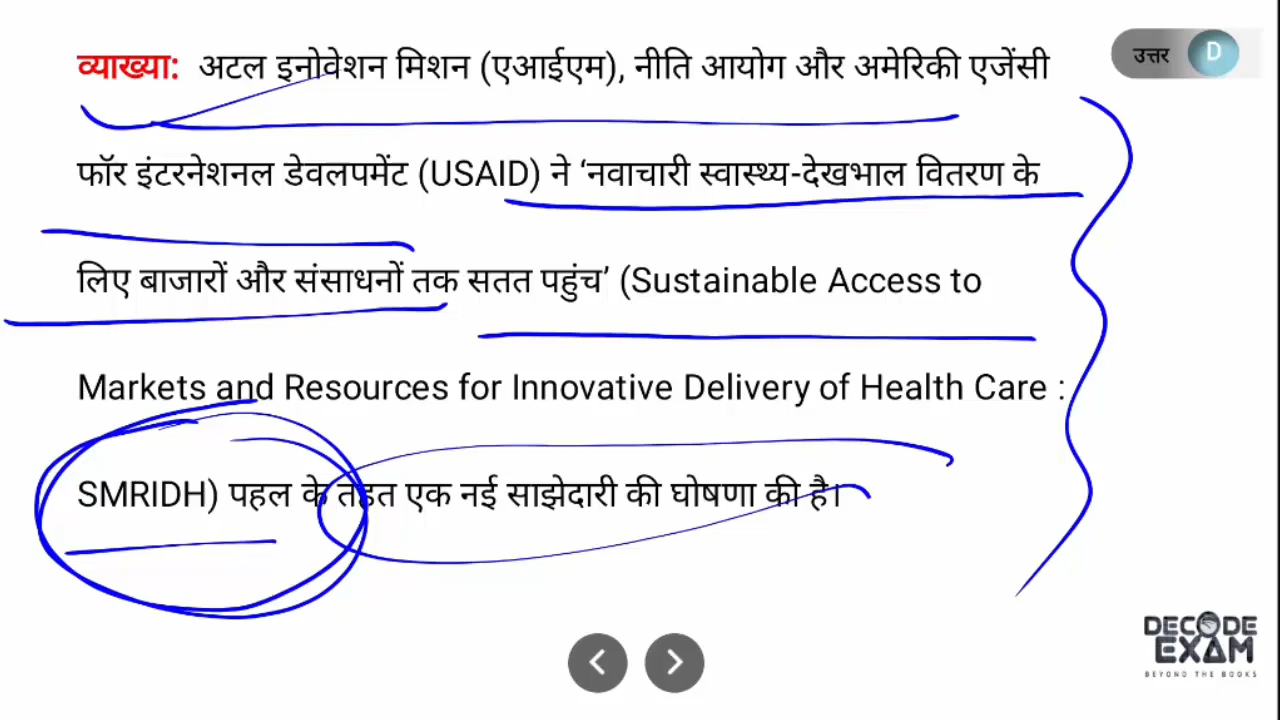 व्याख्या: अटल इनोवेशन मिशन (एआईएम), नीति आयोग और अमेरिकी एजेंसी
उत्तर D
फॉर इंटरनेशनल डेवलपमेंट (USAID) ने ‘नवाचारी स्वास्थ्य-देखभाल वितरण के
लिए बाजारों और संसाधनों तक सतत पहुंच’ (Sustainable Access to
Markets and Resources for Innovative Delivery of Health Care :
SMRIDH) पहल के तहत एक नई साझेदारी की घोषणा की है।
DECODE
EXAM
BEYOND THE BOOKS